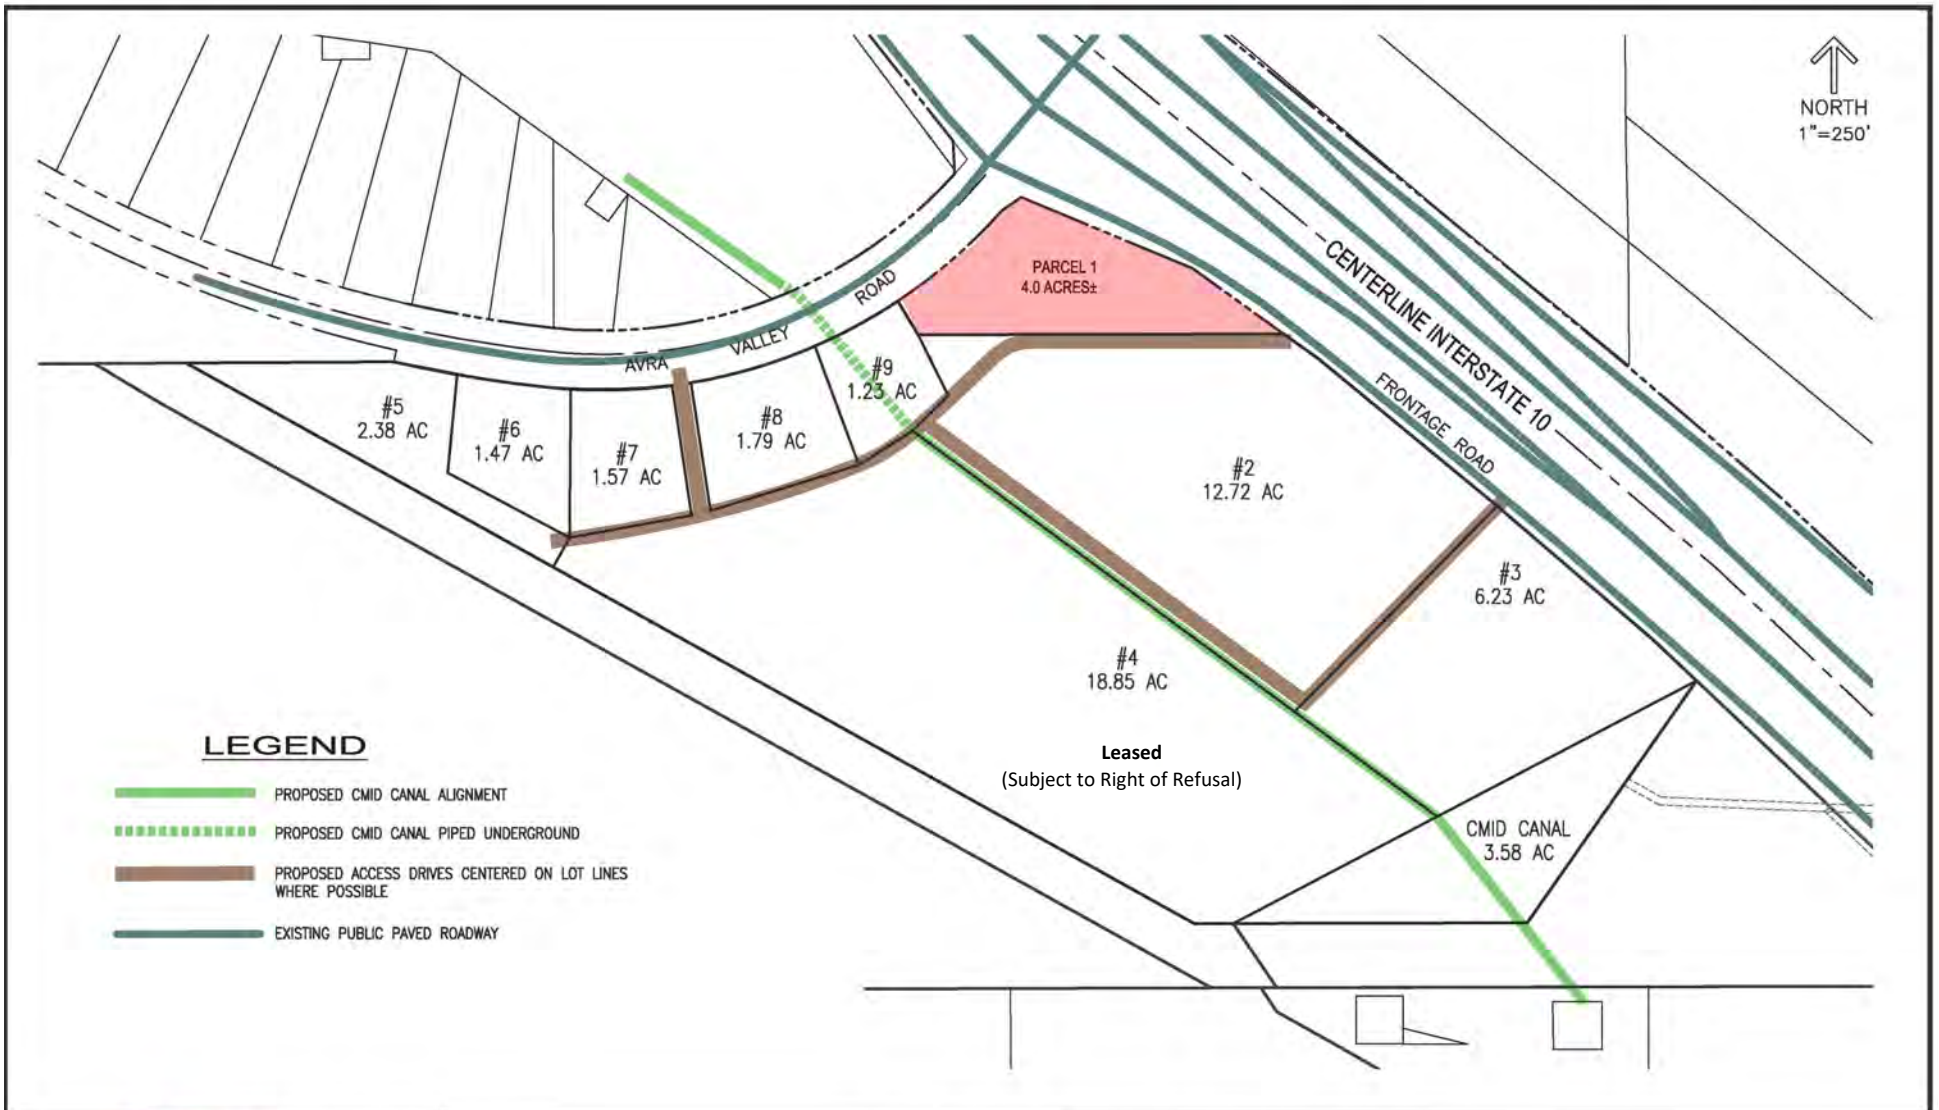 NORTH
1"=250'
CENTERLINE INTERSTATE 10
FRONTAGE ROAD
PARCEL 1
4.0 ACRES±
AVRA VALLEY ROAD
#9
1.23 AC
#5
2.38 AC
#6
1.47 AC
#7
1.57 AC
#8
1.79 AC
#2
12.72 AC
#3
6.23 AC
#4
18.85 AC
Leased
(Subject to Right of Refusal)
CMID CANAL
3.58 AC
LEGEND
PROPOSED CMID CANAL ALIGNMENT
PROPOSED CMID CANAL PIPED UNDERGROUND
PROPOSED ACCESS DRIVES CENTERED ON LOT LINES
WHERE POSSIBLE
EXISTING PUBLIC PAVED ROADWAY